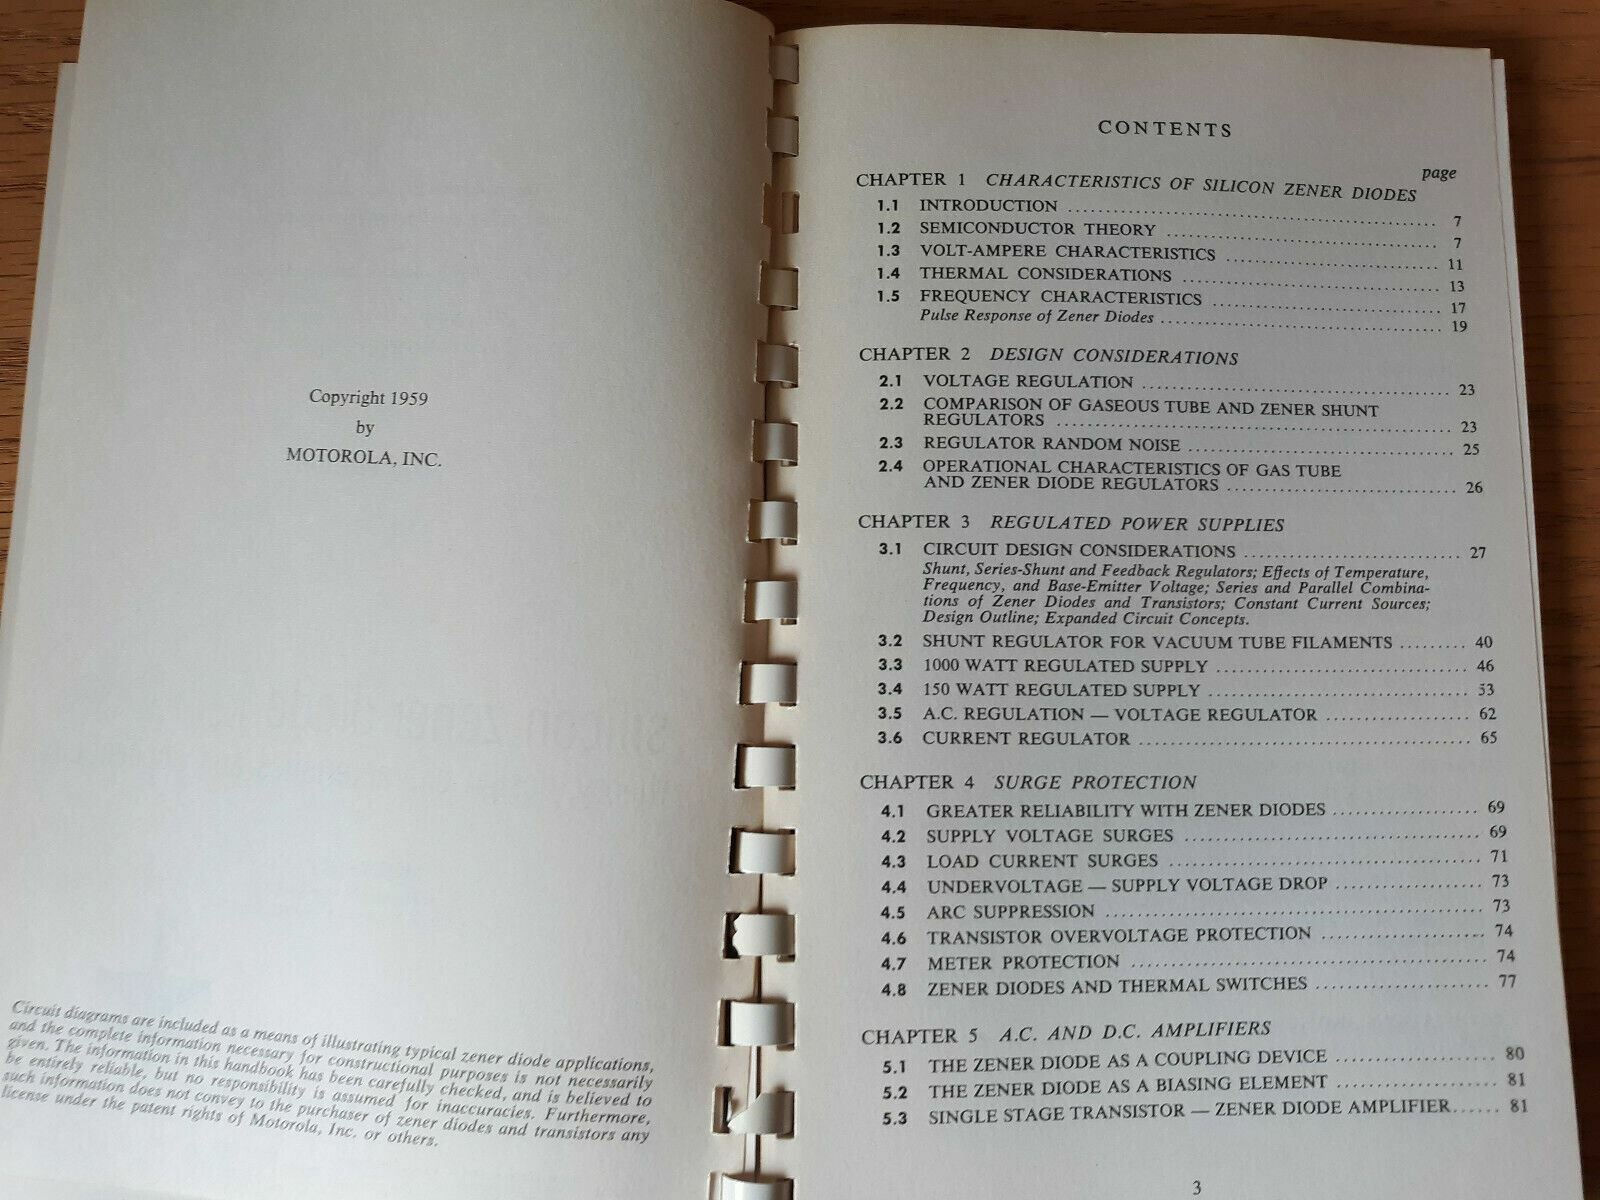 Copyright 1959
by
MOTOROLA, INC.
Circuit diagrams are included as a means of illustrating typical zener diode applications,
and the complete information necessary for constructional purposes is not necessarily
given. The information in this handbook has been carefully checked, and is believed to
be entirely reliable, but no responsibility is assumed for inaccuracies. Furthermore,
such information does not convey to the purchaser of zener diodes and transistors any
license under the patent rights of Motorola, Inc. or others.
CONTENTS
page
CHAPTER 1 CHARACTERISTICS OF SILICON ZENER DIODES
1.1 INTRODUCTION ........ 7
1.2 SEMICONDUCTOR THEORY ........ 7
1.3 VOLT-AMPERE CHARACTERISTICS ........ 11
1.4 THERMAL CONSIDERATIONS ........ 13
1.5 FREQUENCY CHARACTERISTICS ........ 17
Pulse Response of Zener Diodes ........ 19
CHAPTER 2 DESIGN CONSIDERATIONS
2.1 VOLTAGE REGULATION ........ 23
2.2 COMPARISON OF GASEOUS TUBE AND ZENER SHUNT
REGULATORS ........ 23
2.3 REGULATOR RANDOM NOISE ........ 25
2.4 OPERATIONAL CHARACTERISTICS OF GAS TUBE
AND ZENER DIODE REGULATORS ........ 26
CHAPTER 3 REGULATED POWER SUPPLIES
3.1 CIRCUIT DESIGN CONSIDERATIONS ........ 27
Shunt, Series-Shunt and Feedback Regulators; Effects of Temperature,
Frequency, and Base-Emitter Voltage; Series and Parallel Combina-
tions of Zener Diodes and Transistors; Constant Current Sources;
Design Outline; Expanded Circuit Concepts.
3.2 SHUNT REGULATOR FOR VACUUM TUBE FILAMENTS ........ 40
3.3 1000 WATT REGULATED SUPPLY ........ 46
3.4 150 WATT REGULATED SUPPLY ........ 53
3.5 A.C. REGULATION — VOLTAGE REGULATOR ........ 62
3.6 CURRENT REGULATOR ........ 65
CHAPTER 4 SURGE PROTECTION
4.1 GREATER RELIABILITY WITH ZENER DIODES ........ 69
4.2 SUPPLY VOLTAGE SURGES ........ 69
4.3 LOAD CURRENT SURGES ........ 71
4.4 UNDERVOLTAGE — SUPPLY VOLTAGE DROP ........ 73
4.5 ARC SUPPRESSION ........ 73
4.6 TRANSISTOR OVERVOLTAGE PROTECTION ........ 74
4.7 METER PROTECTION ........ 74
4.8 ZENER DIODES AND THERMAL SWITCHES ........ 77
CHAPTER 5 A.C. AND D.C. AMPLIFIERS
5.1 THE ZENER DIODE AS A COUPLING DEVICE ........ 80
5.2 THE ZENER DIODE AS A BIASING ELEMENT ........ 81
5.3 SINGLE STAGE TRANSISTOR — ZENER DIODE AMPLIFIER ...... 81
3